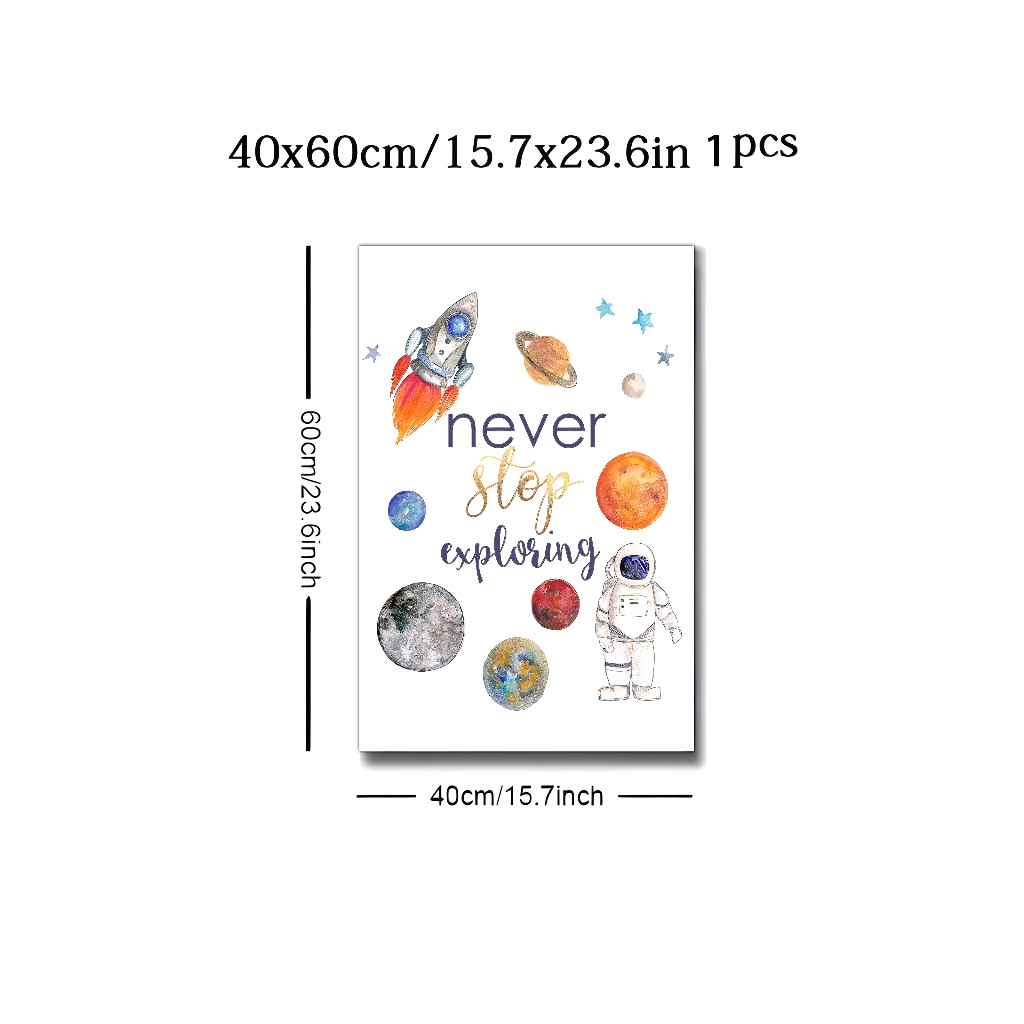 40x60cm/15.7x23.6in 1pcs
60cm/23.6inch
never
stop
exploring
40cm/15.7inch